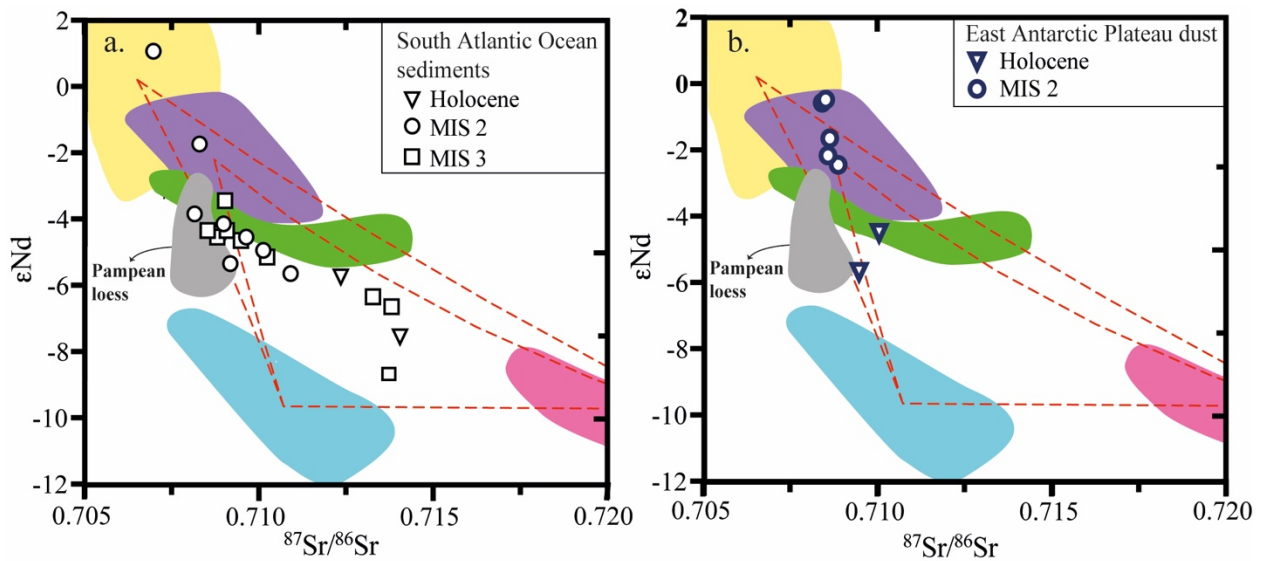 a.
South Atlantic Ocean
sediments
Holocene
MIS 2
MIS 3
Pampean
loess
εNd
2
0
-2
-4
-6
-8
-10
-12
0.705
0.710
0.715
0.720
⁸⁷Sr/⁸⁶Sr
b.
East Antarctic Plateau dust
Holocene
MIS 2
Pampean
loess
εNd
2
0
-2
-4
-6
-8
-10
-12
0.705
0.710
0.715
0.720
⁸⁷Sr/⁸⁶Sr